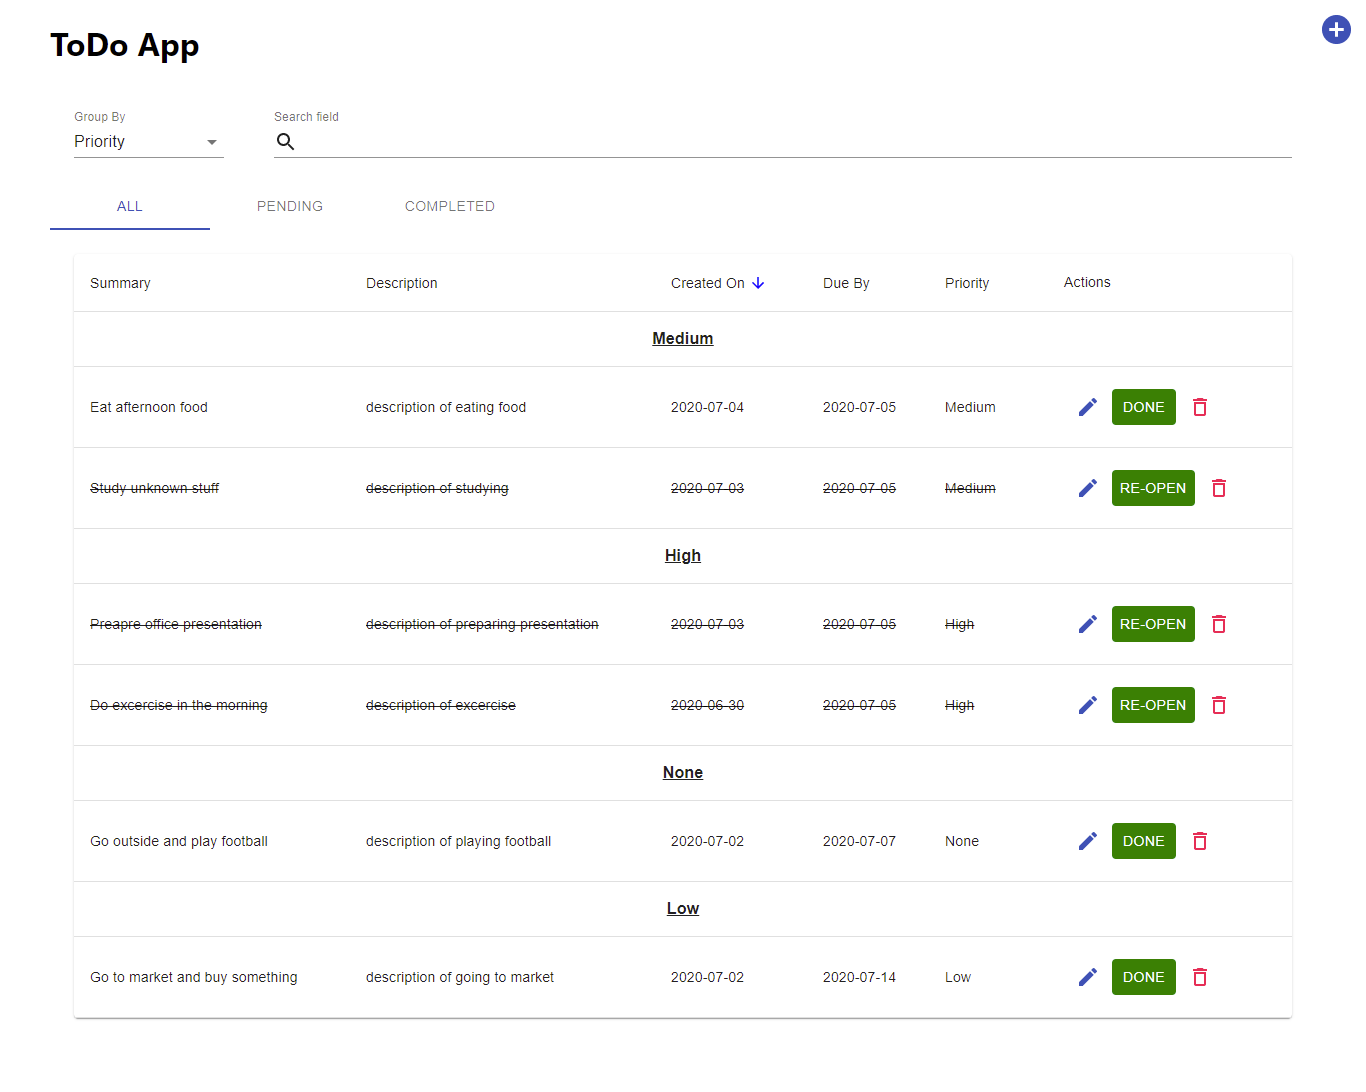 ToDo App
Group By
Search field
Priority
ALL PENDING COMPLETED
Summary Description Created On Due By Priority Actions
Medium
Eat afternoon food description of eating food 2020-07-04 2020-07-05 Medium DONE
Study unknown stuff description of studying 2020-07-03 2020-07-05 Medium RE-OPEN
High
Preapre office presentation description of preparing presentation 2020-07-03 2020-07-05 High RE-OPEN
Do excercise in the morning description of excercise 2020-06-30 2020-07-05 High RE-OPEN
None
Go outside and play football description of playing football 2020-07-02 2020-07-07 None DONE
Low
Go to market and buy something description of going to market 2020-07-02 2020-07-14 Low DONE